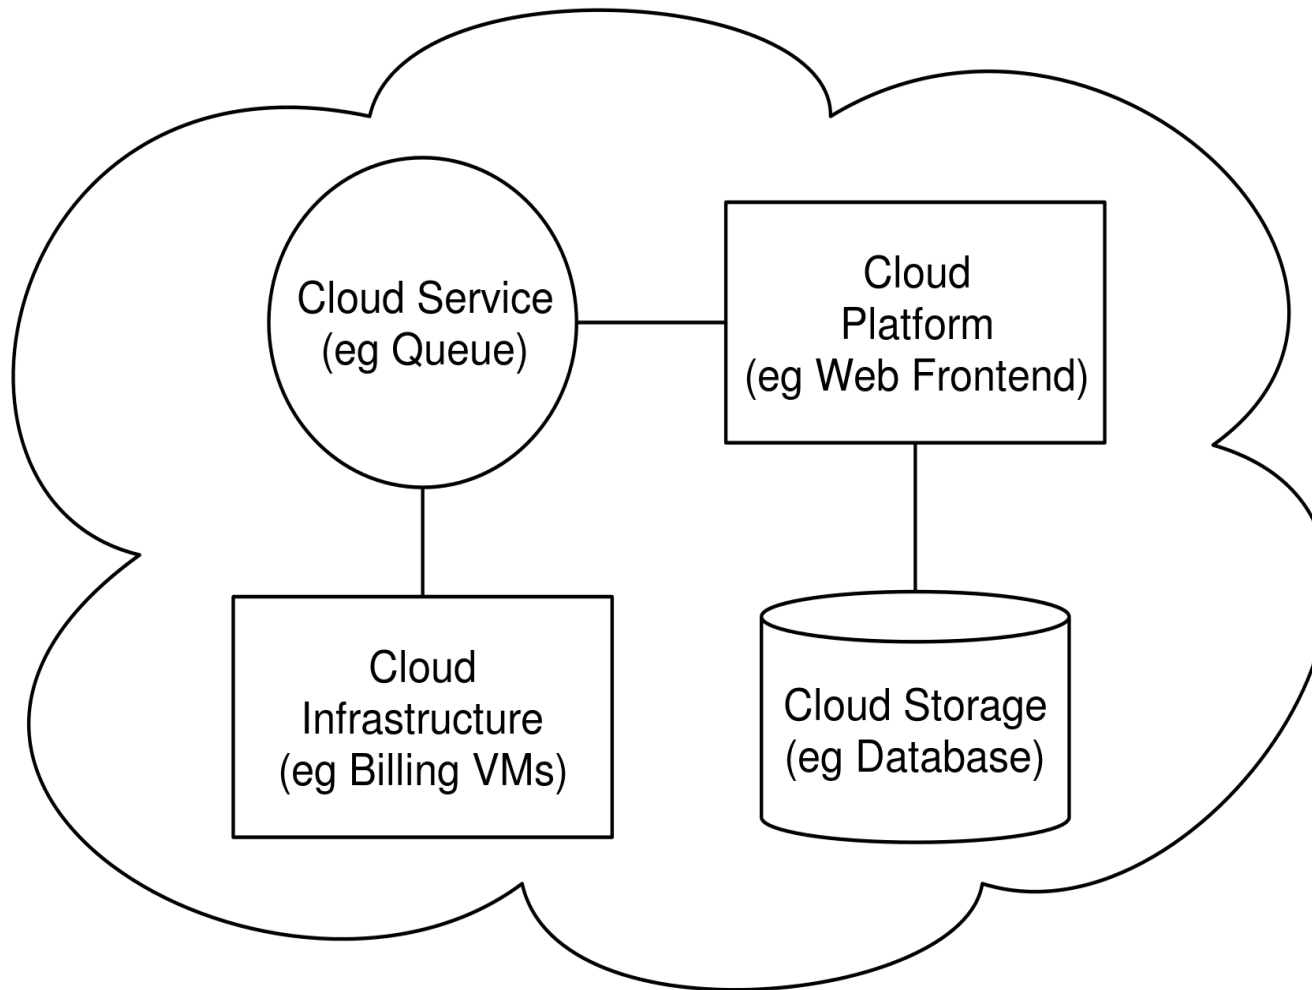 Cloud Service
(eg Queue)
Cloud
Platform
(eg Web Frontend)
Cloud
Infrastructure
(eg Billing VMs)
Cloud Storage
(eg Database)